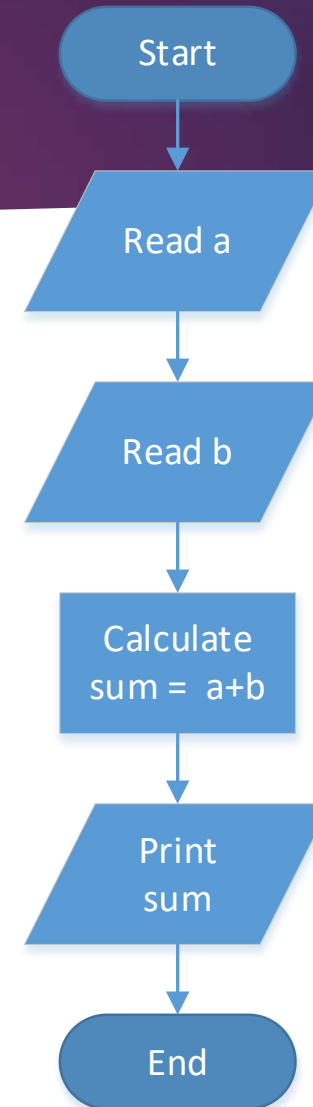 Start
Read a
Read b
Calculate
sum = a+b
Print
sum
End